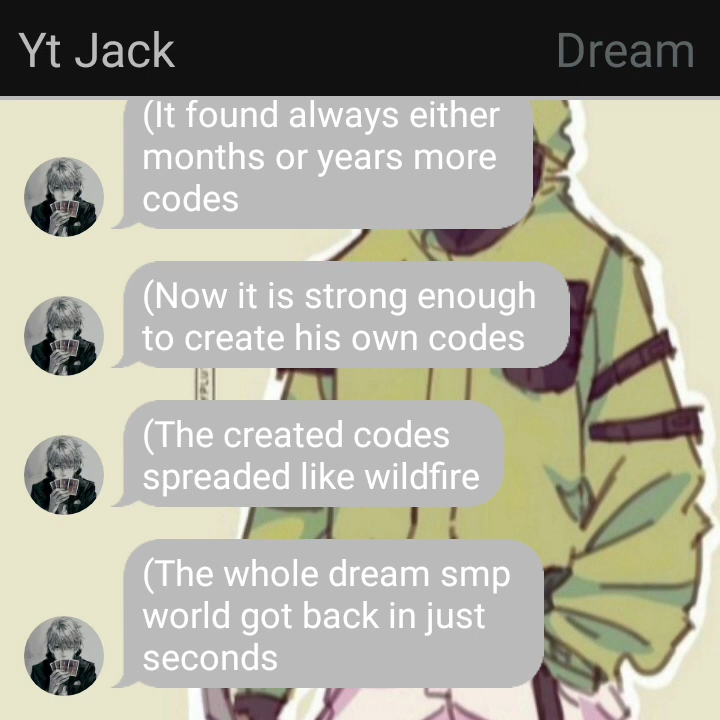 Yt Jack
Dream
(It found always either
months or years more
codes
(Now it is strong enough
to create his own codes
(The created codes
spreaded like wildfire
(The whole dream smp
world got back in just
seconds